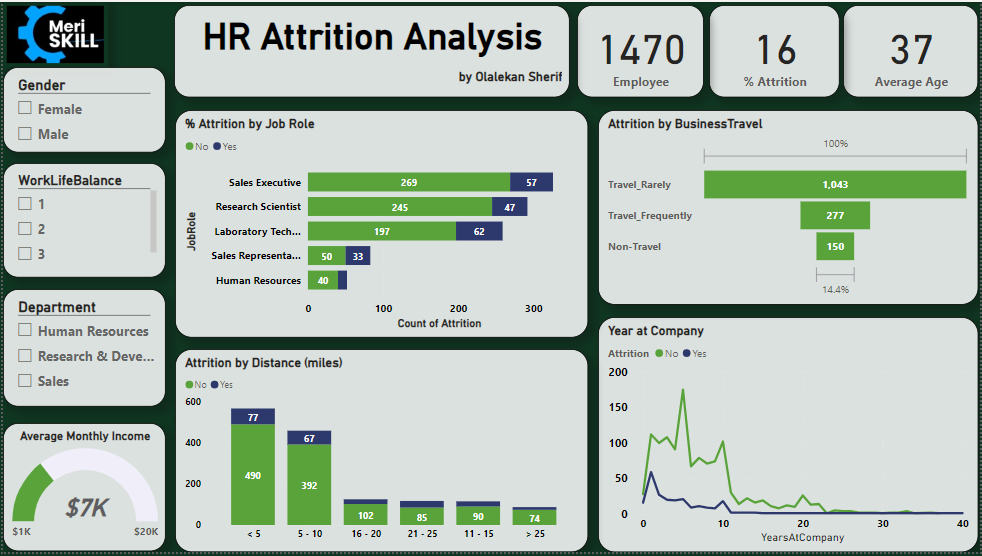 Meri
SKILL
HR Attrition Analysis
by Olalekan Sherif
1470
Employee
16
% Attrition
37
Average Age
Gender
Female
Male
WorkLifeBalance
1
2
3
Department
Human Resources
Research & Deve...
Sales
Average Monthly Income
$7K
$1K
$20K
% Attrition by Job Role
No Yes
JobRole
Sales Executive 269 57
Research Scientist 245 47
Laboratory Tech... 197 62
Sales Representa... 50 33
Human Resources 40
0 100 200 300
Count of Attrition
Attrition by Distance (miles)
No Yes
600
400
200
0
77
490
67
392
102
85
90
74
< 5 5 - 10 16 - 20 21 - 25 11 - 15 > 25
Attrition by BusinessTravel
100%
Travel_Rarely 1,043
Travel_Frequently 277
Non-Travel 150
14.4%
Year at Company
Attrition No Yes
200
150
100
50
0
0 10 20 30 40
YearsAtCompany